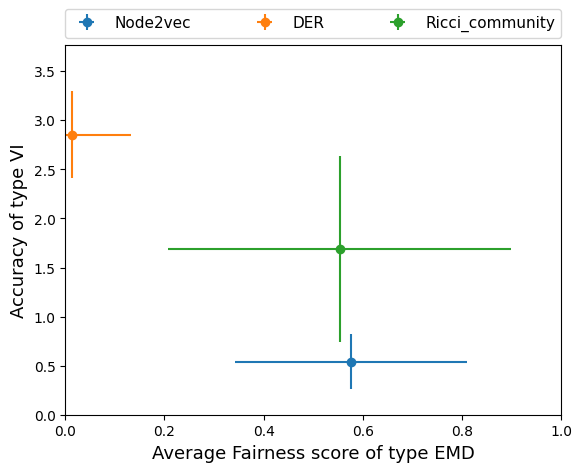 Node2vec DER Ricci_community
Accuracy of type VI
3.5
3.0
2.5
2.0
1.5
1.0
0.5
0.0
0.0 0.2 0.4 0.6 0.8 1.0
Average Fairness score of type EMD